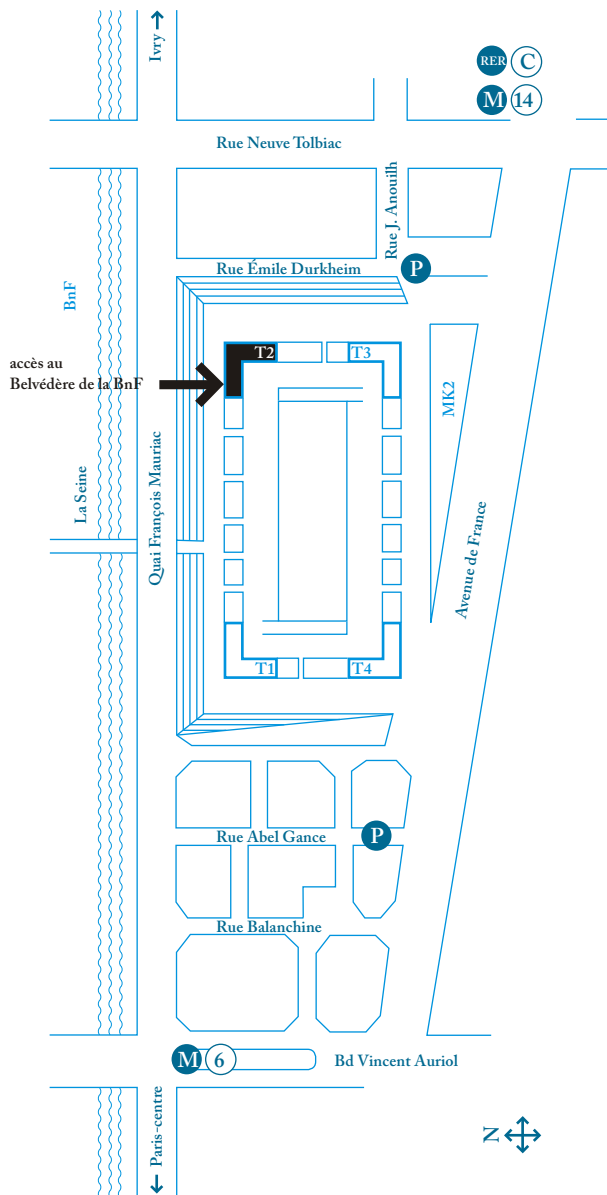 Ivry
RER C
M 14
Rue Neuve Tolbiac
Rue J. Anouilh
Rue Émile Durkheim
P
BnF
T2
T3
accès au
Belvédère de la BnF
MK2
La Seine
Quai François Mauriac
Avenue de France
T1
T4
Rue Abel Gance
P
Rue Balanchine
M 6
Bd Vincent Auriol
Paris-centre
N